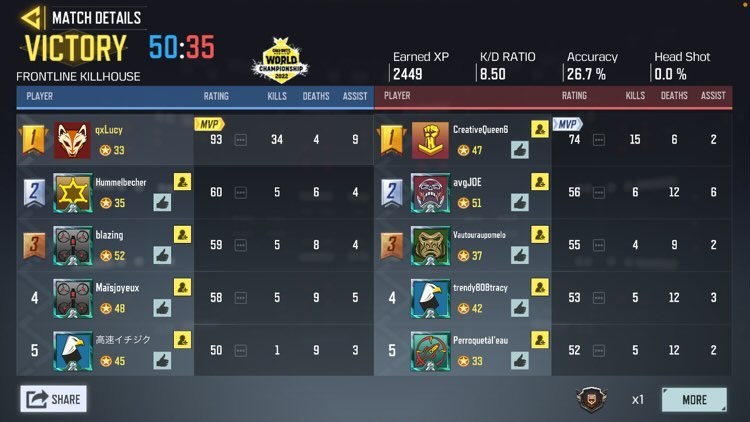 MATCH DETAILS
VICTORY 50:35
FRONTLINE KILLHOUSE
CALL OF DUTY MOBILE
WORLD
CHAMPIONSHIP
2022
Earned XP K/D RATIO Accuracy Head Shot
2449 8.50 26.7 % 0.0 %
PLAYER RATING KILLS DEATHS ASSIST PLAYER RATING KILLS DEATHS ASSIST
1 qxLucy 33 MVP 93 34 4 9
1 CreativeQueen6 47 MVP 74 15 6 2
2 Hummelbecher 35 60 5 6 4
2 avgJOE 51 56 6 12 6
3 blazing 52 59 5 8 4
3 Vautouraupomelo 37 55 4 9 2
4 Maïsjoyeux 48 58 5 9 5
4 trendy808tracy 42 53 5 12 3
5 高速イチジク 45 50 1 9 3
5 Perroquetàl'eau 33 52 5 12 2
SHARE x1 MORE